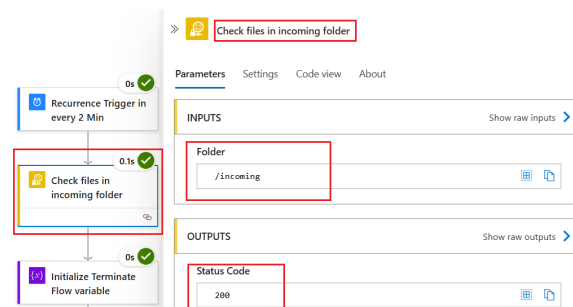 Check files in incoming folder
Parameters Settings Code view About
0s
Recurrence Trigger in
every 2 Min
INPUTS
Show raw inputs
Folder
/incoming
0.1s
Check files in
incoming folder
OUTPUTS
Show raw outputs
0s
Initialize Terminate
Flow variable
{x}
Status Code
200